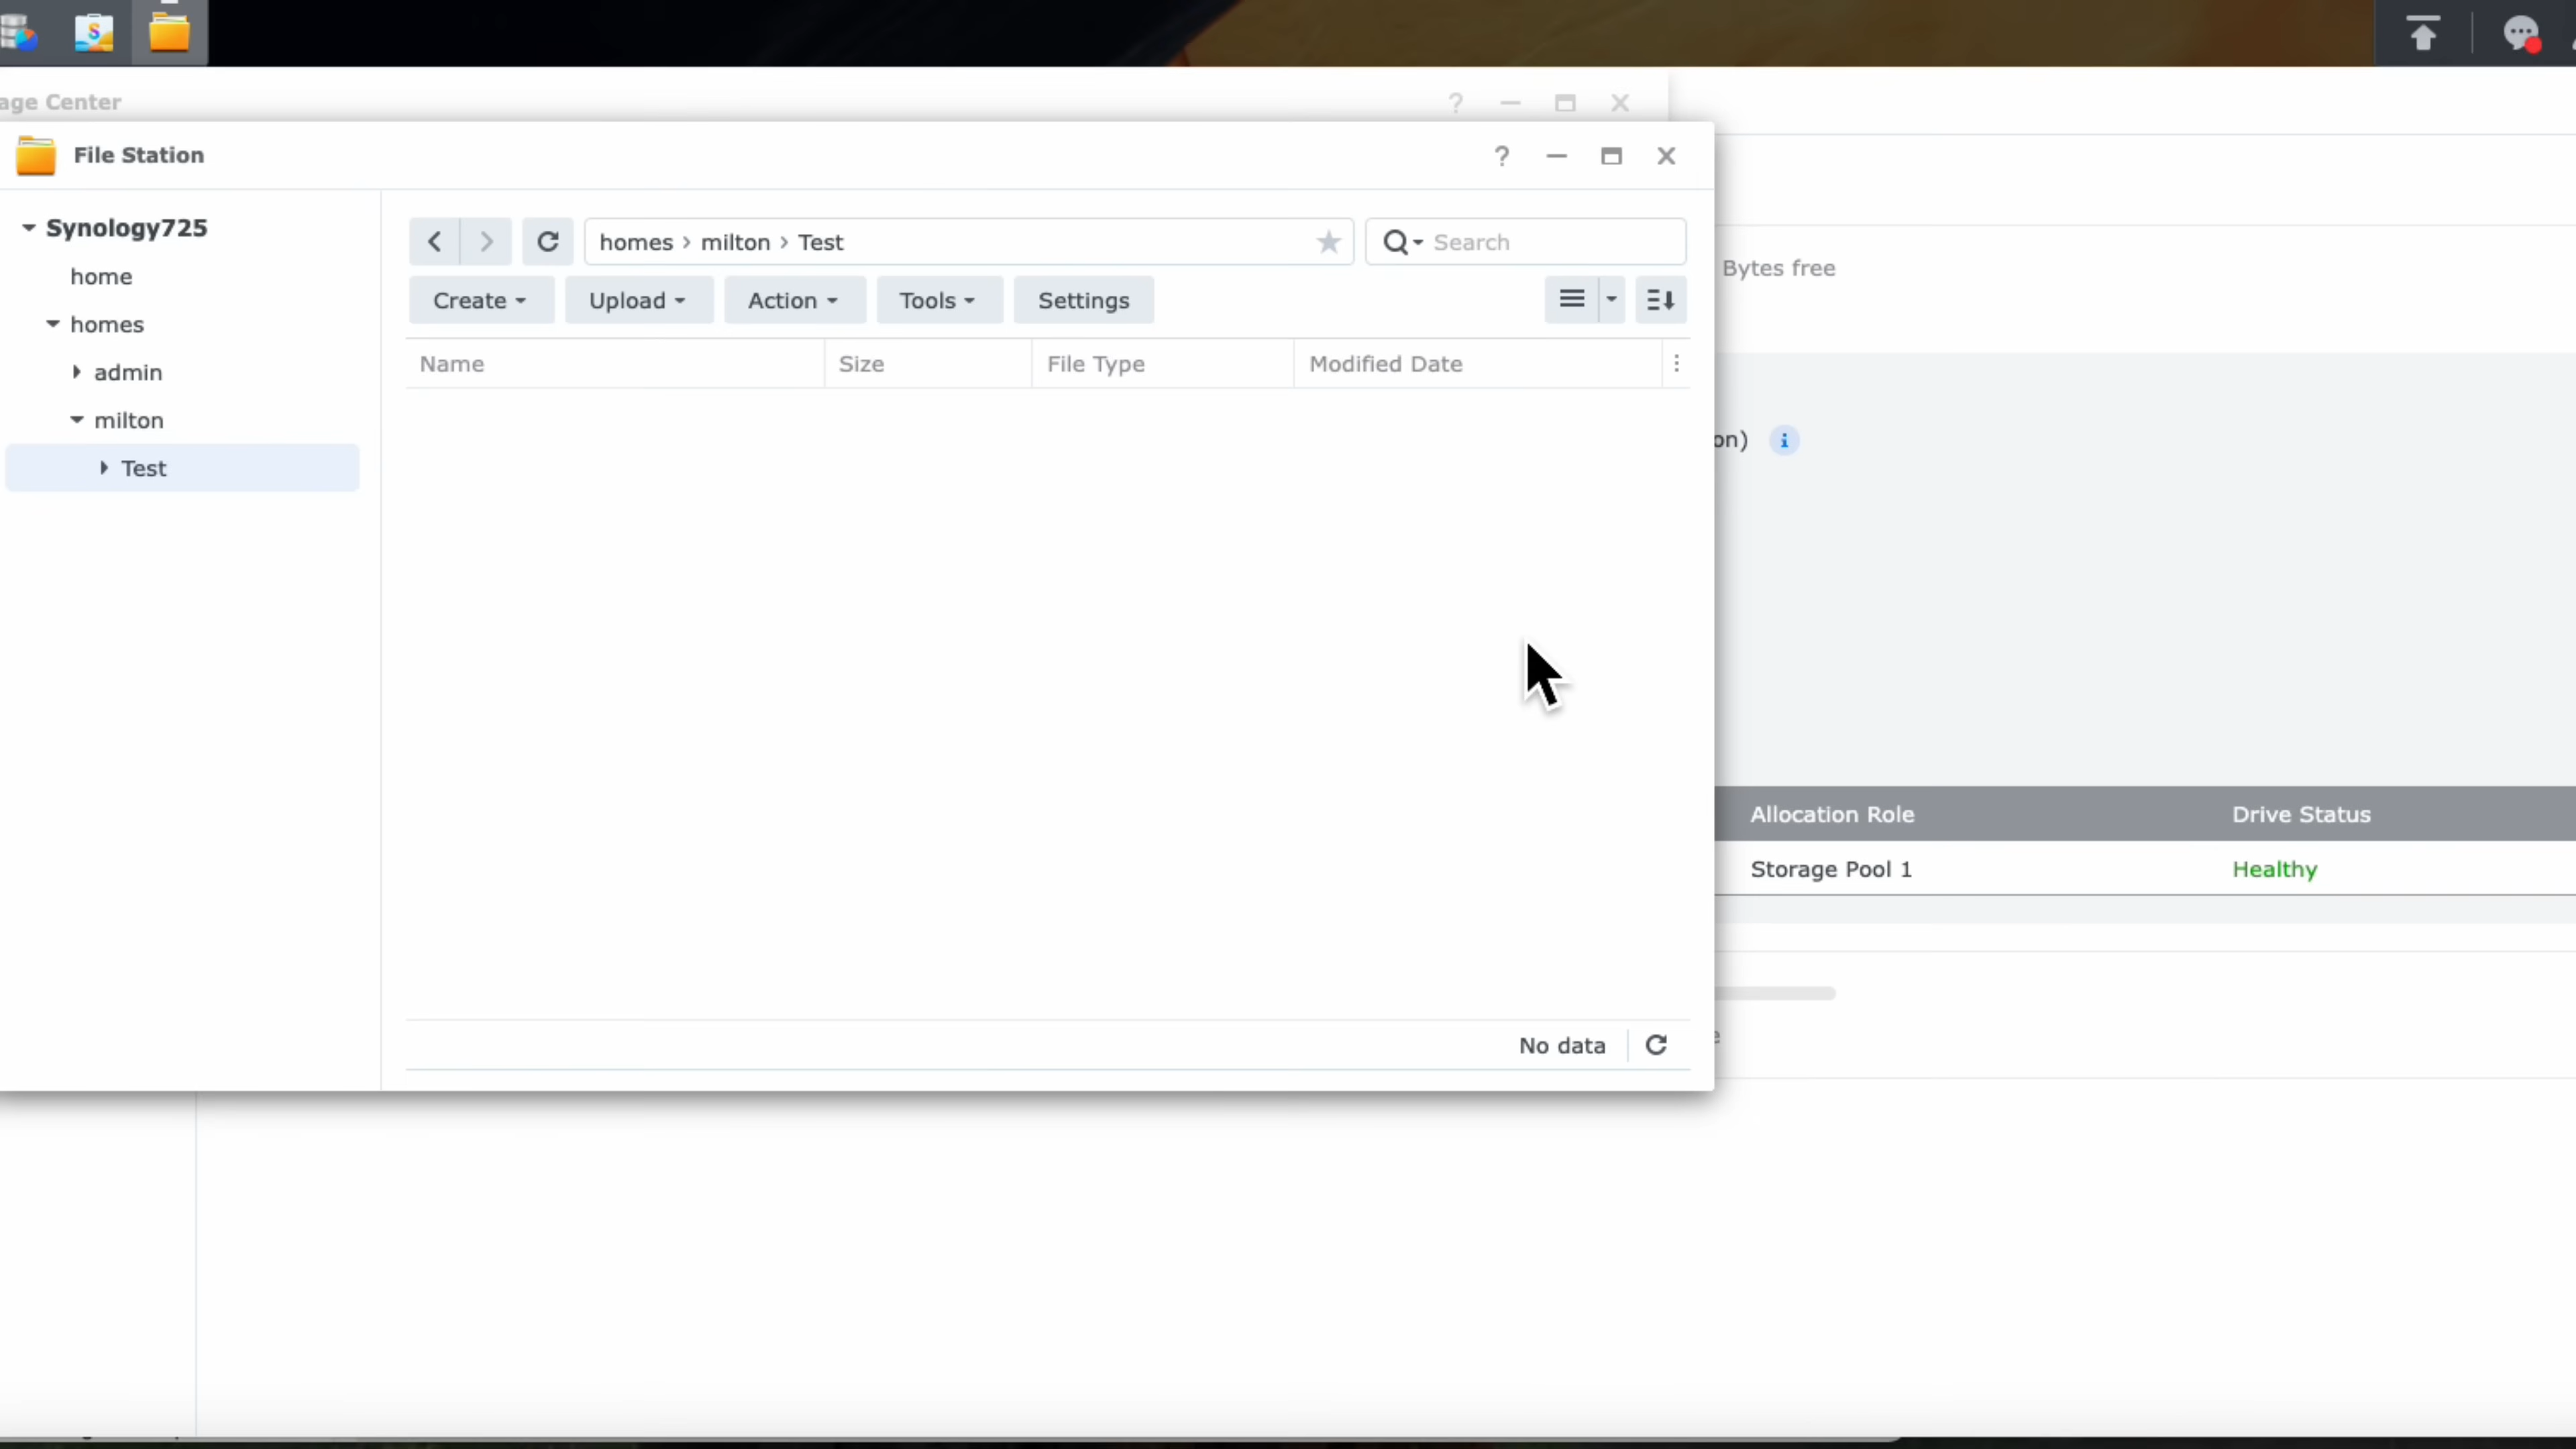 age Center
File Station
Synology725
home
homes
admin
milton
Test
homes › milton › Test
Search
Create
Upload
Action
Tools
Settings
Name Size File Type Modified Date
No data
Bytes free
on)
Allocation Role Drive Status
Storage Pool 1 Healthy